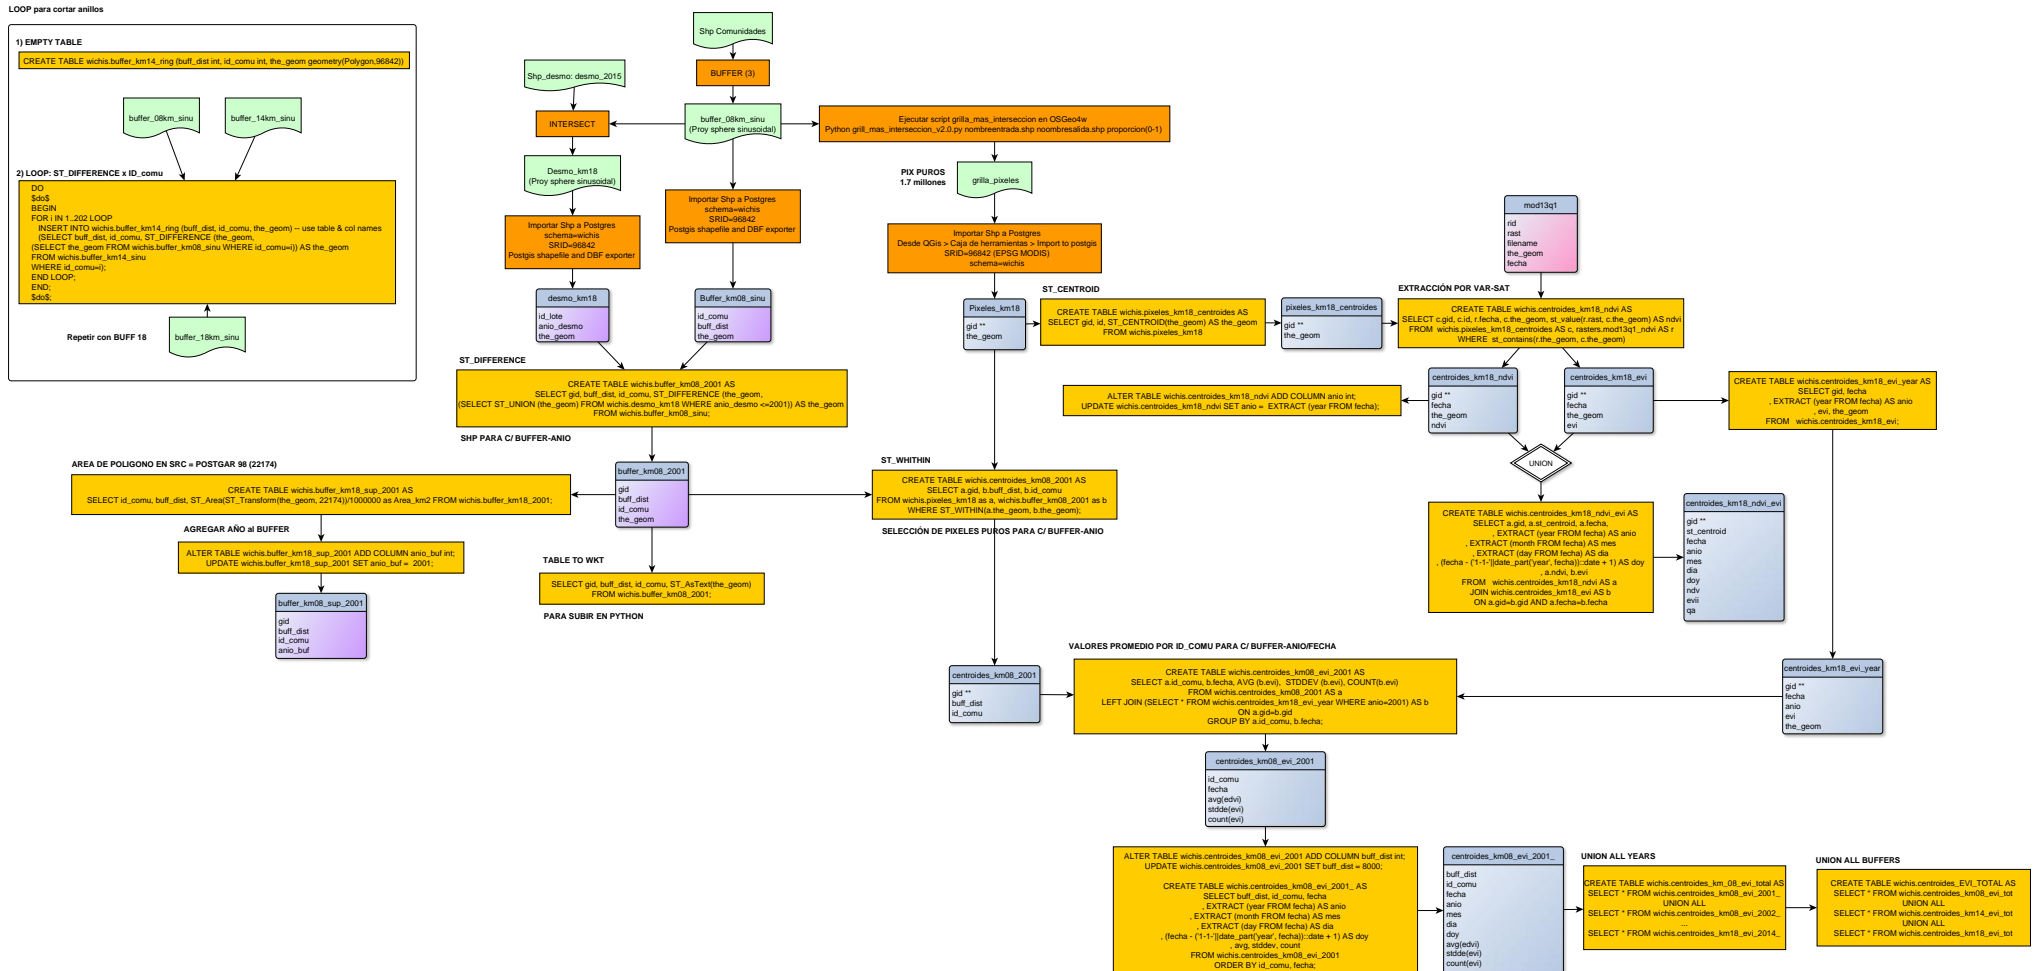 LOOP para cortar anillos
1) EMPTY TABLE
CREATE TABLE wichis.buffer_km14_ring (buff_dist int, id_comu int, the_geom geometry(Polygon,96842))
buffer_08km_sinu
buffer_14km_sinu
2) LOOP: ST_DIFFERENCE x ID_comu
DO
$do$
BEGIN
FOR i IN 1..202 LOOP
INSERT INTO wichis.buffer_km14_ring (buff_dist, id_comu, the_geom) -- use table & col names
(SELECT buff_dist, id_comu, ST_DIFFERENCE (the_geom,
(SELECT the_geom FROM wichis.buffer_km08_sinu WHERE id_comu=i)) AS the_geom
FROM wichis.buffer_km14_sinu
WHERE id_comu=i);
END LOOP;
END;
$do$;
Repetir con BUFF 18
buffer_18km_sinu
Shp Comunidades
BUFFER (3)
Shp_desmo: desmo_2015
INTERSECT
buffer_08km_sinu
(Proy sphere sinusoidal)
Ejecutar script grilla_mas_interseccion en OSGeo4w
Python grill_mas_interseccion_v2.0.py nombreentrada.shp noombresalida.shp proporcion(0-1)
Desmo_km18
(Proy sphere sinusoidal)
PIX PUROS
1.7 millones
grilla_pixeles
Importar Shp a Postgres
schema=wichis
SRID=96842
Postgis shapefile and DBF exporter
Importar Shp a Postgres
schema=wichis
SRID=96842
Postgis shapefile and DBF exporter
Importar Shp a Postgres
Desde QGis > Caja de herramientas > Import to postgis
SRID=96842 (EPSG MODIS)
schema=wichis
mod13q1
rid
rast
filename
the_geom
fecha
desmo_km18
id_lote
anio_desmo
the_geom
Buffer_km08_sinu
id_comu
buff_dist
the_geom
Pixeles_km18
gid **
the_geom
ST_CENTROID
CREATE TABLE wichis.pixeles_km18_centroides AS
SELECT gid, id, ST_CENTROID(the_geom) AS the_geom
FROM wichis.pixeles_km18
pixeles_km18_centroides
gid **
the_geom
EXTRACCIÓN POR VAR-SAT
CREATE TABLE wichis.centroides_km18_ndvi AS
SELECT c.gid, c.id, r.fecha, c.the_geom, st_value(r.rast, c.the_geom) AS ndvi
FROM wichis.pixeles_km18_centroides AS c, rasters.mod13q1_ndvi AS r
WHERE st_contains(r.the_geom, c.the_geom)
ST_DIFFERENCE
CREATE TABLE wichis.buffer_km08_2001 AS
SELECT gid, buff_dist, id_comu, ST_DIFFERENCE (the_geom,
(SELECT ST_UNION (the_geom) FROM wichis.desmo_km18 WHERE anio_desmo <=2001)) AS the_geom
FROM wichis.buffer_km08_sinu;
SHP PARA C/ BUFFER-ANIO
ALTER TABLE wichis.centroides_km18_ndvi ADD COLUMN anio int;
UPDATE wichis.centroides_km18_ndvi SET anio = EXTRACT (year FROM fecha);
centroides_km18_ndvi
gid **
fecha
the_geom
ndvi
centroides_km18_evi
gid **
fecha
the_geom
evi
CREATE TABLE wichis.centroides_km18_evi_year AS
SELECT gid, fecha
, EXTRACT (year FROM fecha) AS anio
, evi, the_geom
FROM wichis.centroides_km18_evi;
UNION
AREA DE POLIGONO EN SRC = POSTGAR 98 (22174)
CREATE TABLE wichis.buffer_km18_sup_2001 AS
SELECT id_comu, buff_dist, ST_Area(ST_Transform(the_geom, 22174))/1000000 as Area_km2 FROM wichis.buffer_km18_2001;
buffer_km08_2001
gid
buff_dist
id_comu
the_geom
ST_WHITHIN
CREATE TABLE wichis.centroides_km08_2001 AS
SELECT a.gid, b.buff_dist, b.id_comu
FROM wichis.pixeles_km18 as a, wichis.buffer_km08_2001 as b
WHERE ST_WITHIN(a.the_geom, b.the_geom);
SELECCIÓN DE PIXELES PUROS PARA C/ BUFFER-ANIO
AGREGAR AÑO al BUFFER
ALTER TABLE wichis.buffer_km18_sup_2001 ADD COLUMN anio_buf int;
UPDATE wichis.buffer_km18_sup_2001 SET anio_buf = 2001;
buffer_km08_sup_2001
gid
buff_dist
id_comu
anio_buf
TABLE TO WKT
SELECT gid, buff_dist, id_comu, ST_AsText(the_geom)
FROM wichis.buffer_km08_2001;
PARA SUBIR EN PYTHON
CREATE TABLE wichis.centroides_km18_ndvi_evi AS
SELECT a.gid, a.st_centroid, a.fecha,
, EXTRACT (year FROM fecha) AS anio
, EXTRACT (month FROM fecha) AS mes
, EXTRACT (day FROM fecha) AS dia
, (fecha - ('1-1-'||date_part('year', fecha))::date + 1) AS doy
, a.ndvi, b.evi
FROM wichis.centroides_km18_ndvi AS a
JOIN wichis.centroides_km18_evi AS b
ON a.gid=b.gid AND a.fecha=b.fecha
centroides_km18_ndvi_evi
gid **
st_centroid
fecha
anio
mes
dia
doy
ndv
evii
qa
VALORES PROMEDIO POR ID_COMU PARA C/ BUFFER-ANIO/FECHA
centroides_km08_2001
gid **
buff_dist
id_comu
CREATE TABLE wichis.centroides_km08_evi_2001 AS
SELECT a.id_comu, b.fecha, AVG (b.evi), STDDEV (b.evi), COUNT(b.evi)
FROM wichis.centroides_km08_2001 AS a
LEFT JOIN (SELECT * FROM wichis.centroides_km18_evi_year WHERE anio=2001) AS b
ON a.gid=b.gid
GROUP BY a.id_comu, b.fecha;
centroides_km18_evi_year
gid **
fecha
anio
evi
the_geom
centroides_km08_evi_2001
id_comu
fecha
avg(edvi)
stdde(evi)
count(evi)
ALTER TABLE wichis.centroides_km08_evi_2001 ADD COLUMN buff_dist int;
UPDATE wichis.centroides_km08_evi_2001 SET buff_dist = 8000;
CREATE TABLE wichis.centroides_km08_evi_2001_ AS
SELECT buff_dist, id_comu, fecha
, EXTRACT (year FROM fecha) AS anio
, EXTRACT (month FROM fecha) AS mes
, EXTRACT (day FROM fecha) AS dia
, (fecha - ('1-1-'||date_part('year', fecha))::date + 1) AS doy
, avg, stddev, count
FROM wichis.centroides_km08_evi_2001
ORDER BY id_comu, fecha;
centroides_km08_evi_2001_
buff_dist
id_comu
fecha
anio
mes
dia
doy
avg(edvi)
stdde(evi)
count(evi)
UNION ALL YEARS
CREATE TABLE wichis.centroides_km_08_evi_total AS
SELECT * FROM wichis.centroides_km08_evi_2001_
UNION ALL
SELECT * FROM wichis.centroides_km08_evi_2002_
...
SELECT * FROM wichis.centroides_km18_evi_2014_
UNION ALL BUFFERS
CREATE TABLE wichis.centroides_EVI_TOTAL AS
SELECT * FROM wichis.centroides_km08_evi_tot
UNION ALL
SELECT * FROM wichis.centroides_km14_evi_tot
UNION ALL
SELECT * FROM wichis.centroides_km18_evi_tot